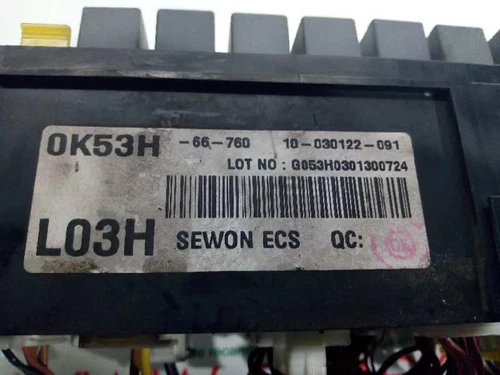 0K53H -66-760 10-030122-091
LOT NO : G053H0301300724
L03H SEWON ECS QC: